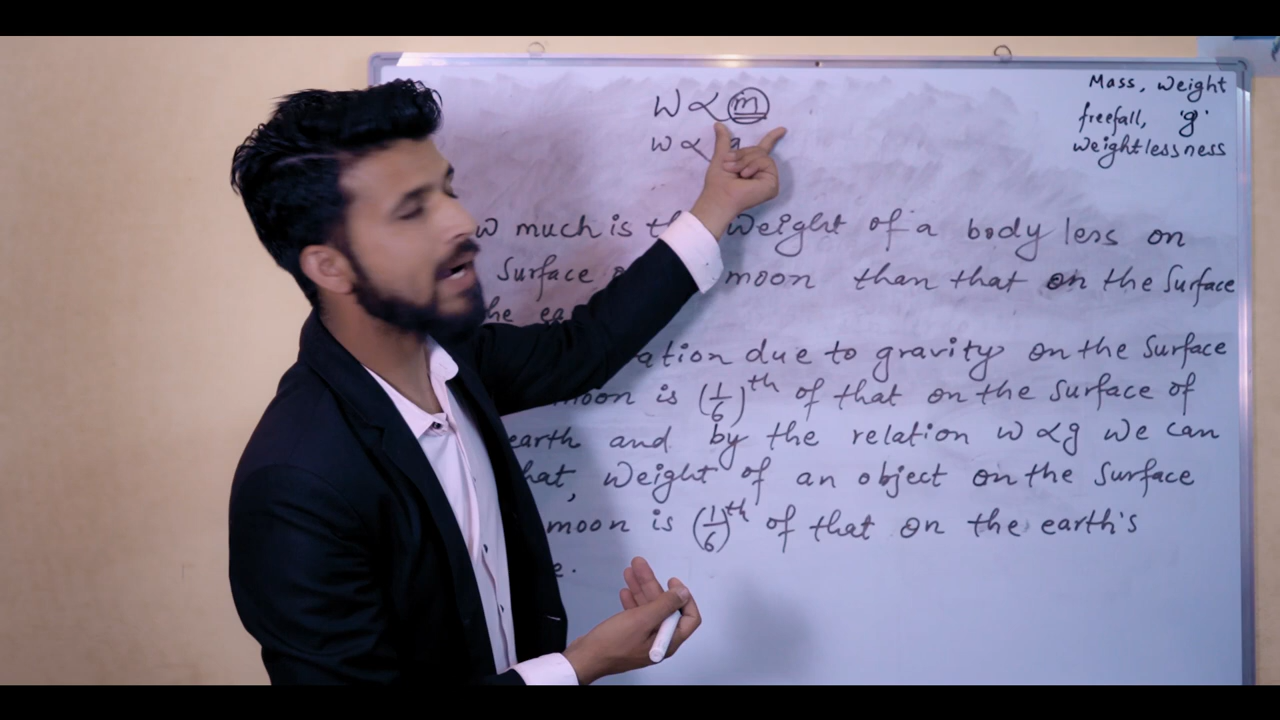 W ∝ m
w ∝
Mass, weight
freefall, 'g'
weightlessness
much is weight of a body less on
Surface moon than that on the Surface
due to gravity on the Surface
moon is (1/6)th of that on the surface of
earth and by the relation w ∝ g we can
that, weight of an object on the Surface
moon is (1/6)th of that on the earth's